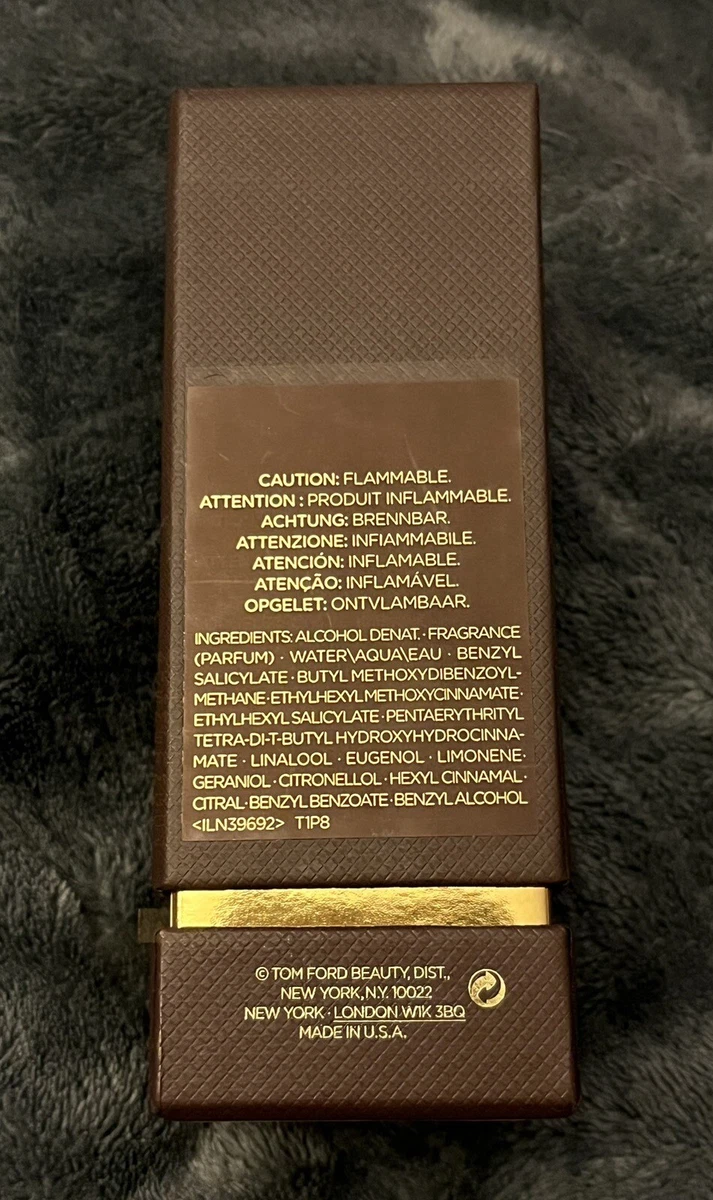 CAUTION: FLAMMABLE.
ATTENTION : PRODUIT INFLAMMABLE.
ACHTUNG: BRENNBAR.
ATTENZIONE: INFIAMMABILE.
ATENCIÓN: INFLAMABLE.
ATENÇÃO: INFLAMÁVEL.
OPGELET: ONTVLAMBAAR.
INGREDIENTS: ALCOHOL DENAT. · FRAGRANCE
(PARFUM) · WATER\AQUA\EAU · BENZYL
SALICYLATE · BUTYL METHOXYDIBENZOYL-
METHANE · ETHYLHEXYL METHOXYCINNAMATE ·
ETHYLHEXYL SALICYLATE · PENTAERYTHRITYL
TETRA-DI-T-BUTYL HYDROXYHYDROCINNA-
MATE · LINALOOL · EUGENOL · LIMONENE ·
GERANIOL · CITRONELLOL · HEXYL CINNAMAL ·
CITRAL · BENZYL BENZOATE · BENZYL ALCOHOL
<ILN39692> T1P8
© TOM FORD BEAUTY, DIST.,
NEW YORK, N.Y. 10022
NEW YORK · LONDON W1K 3BQ
MADE IN U.S.A.